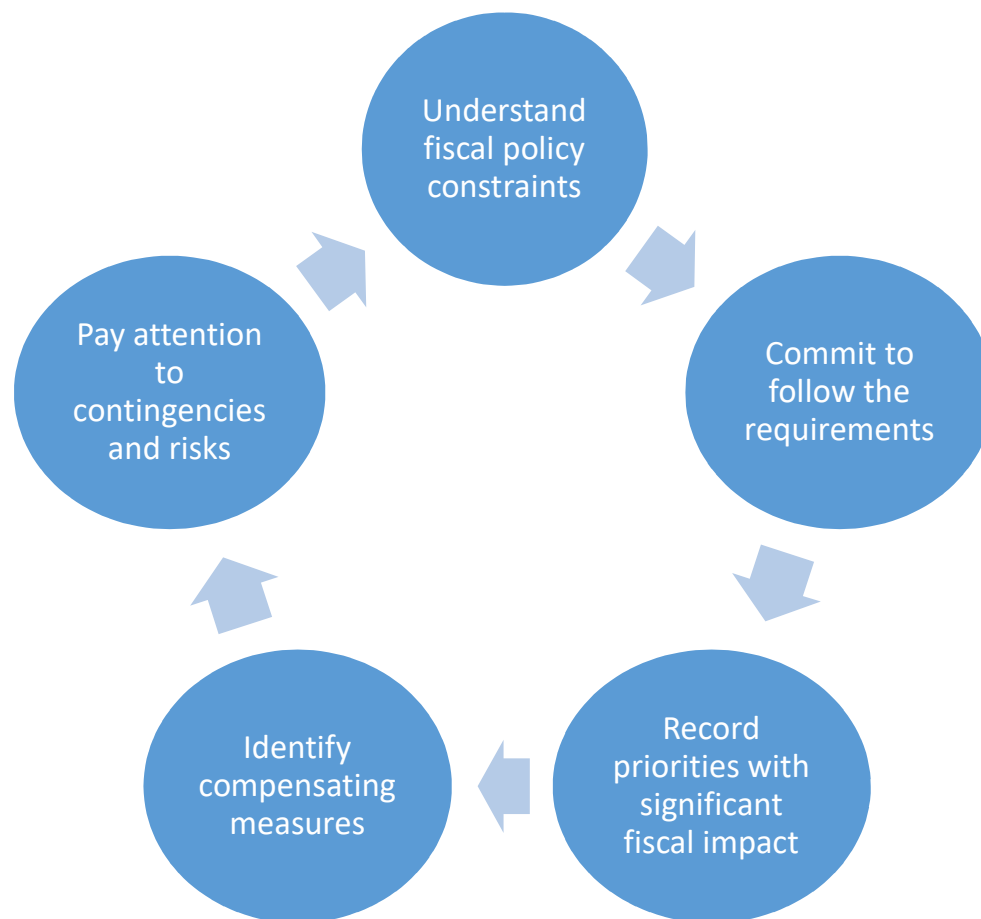 Understand
fiscal policy
constraints
Commit to
follow the
requirements
Record
priorities with
significant
fiscal impact
Identify
compensating
measures
Pay attention
to
contingencies
and risks